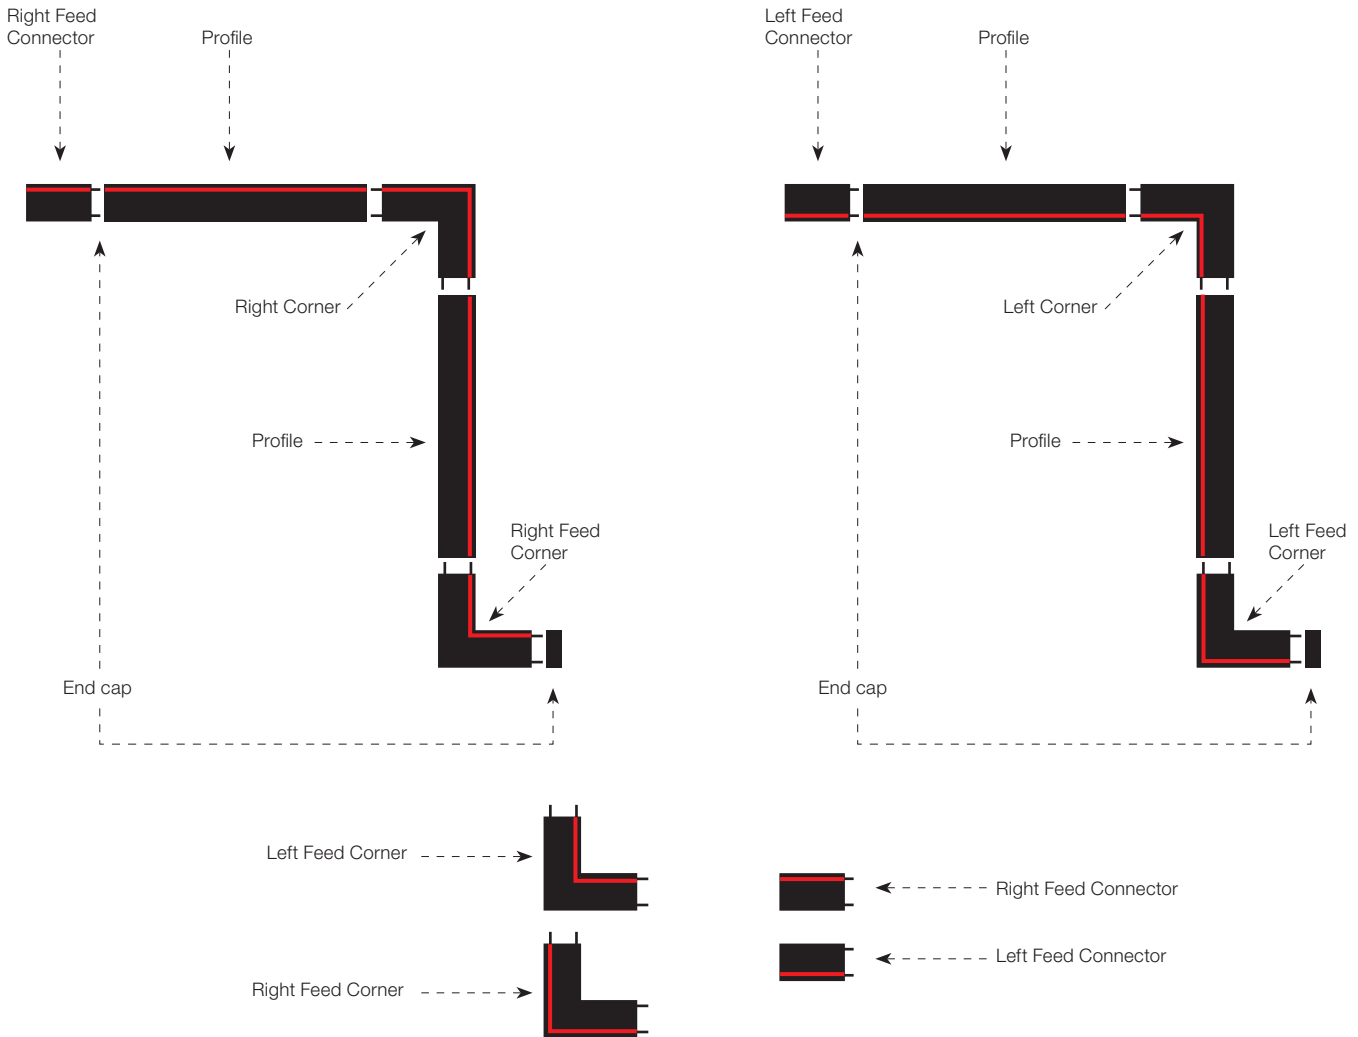 Right Feed
Connector
Profile
Right Corner
Profile
Right Feed
Corner
End cap
Left Feed
Connector
Profile
Left Corner
Profile
Left Feed
Corner
End cap
Left Feed Corner
Right Feed Corner
Right Feed Connector
Left Feed Connector